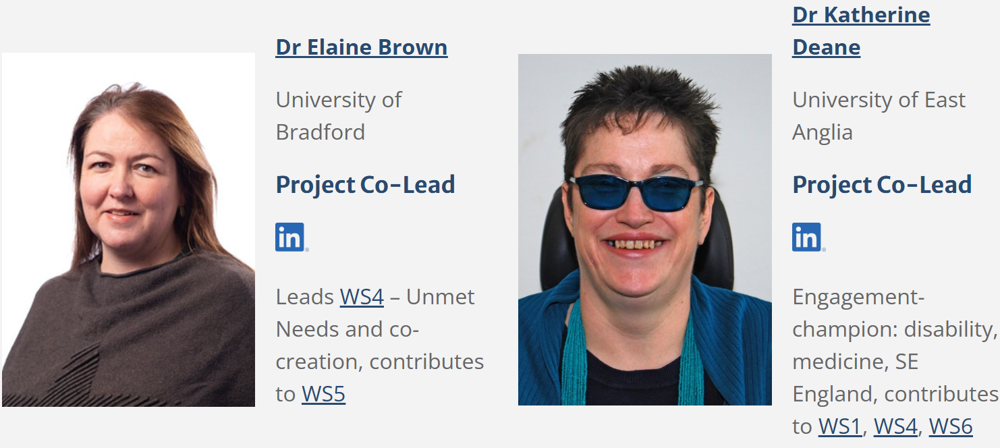 Dr Elaine Brown
University of
Bradford
Project Co-Lead
in
Leads WS4 – Unmet
Needs and co-
creation, contributes
to WS5
Dr Katherine
Deane
University of East
Anglia
Project Co-Lead
in
Engagement-
champion: disability,
medicine, SE
England, contributes
to WS1, WS4, WS6